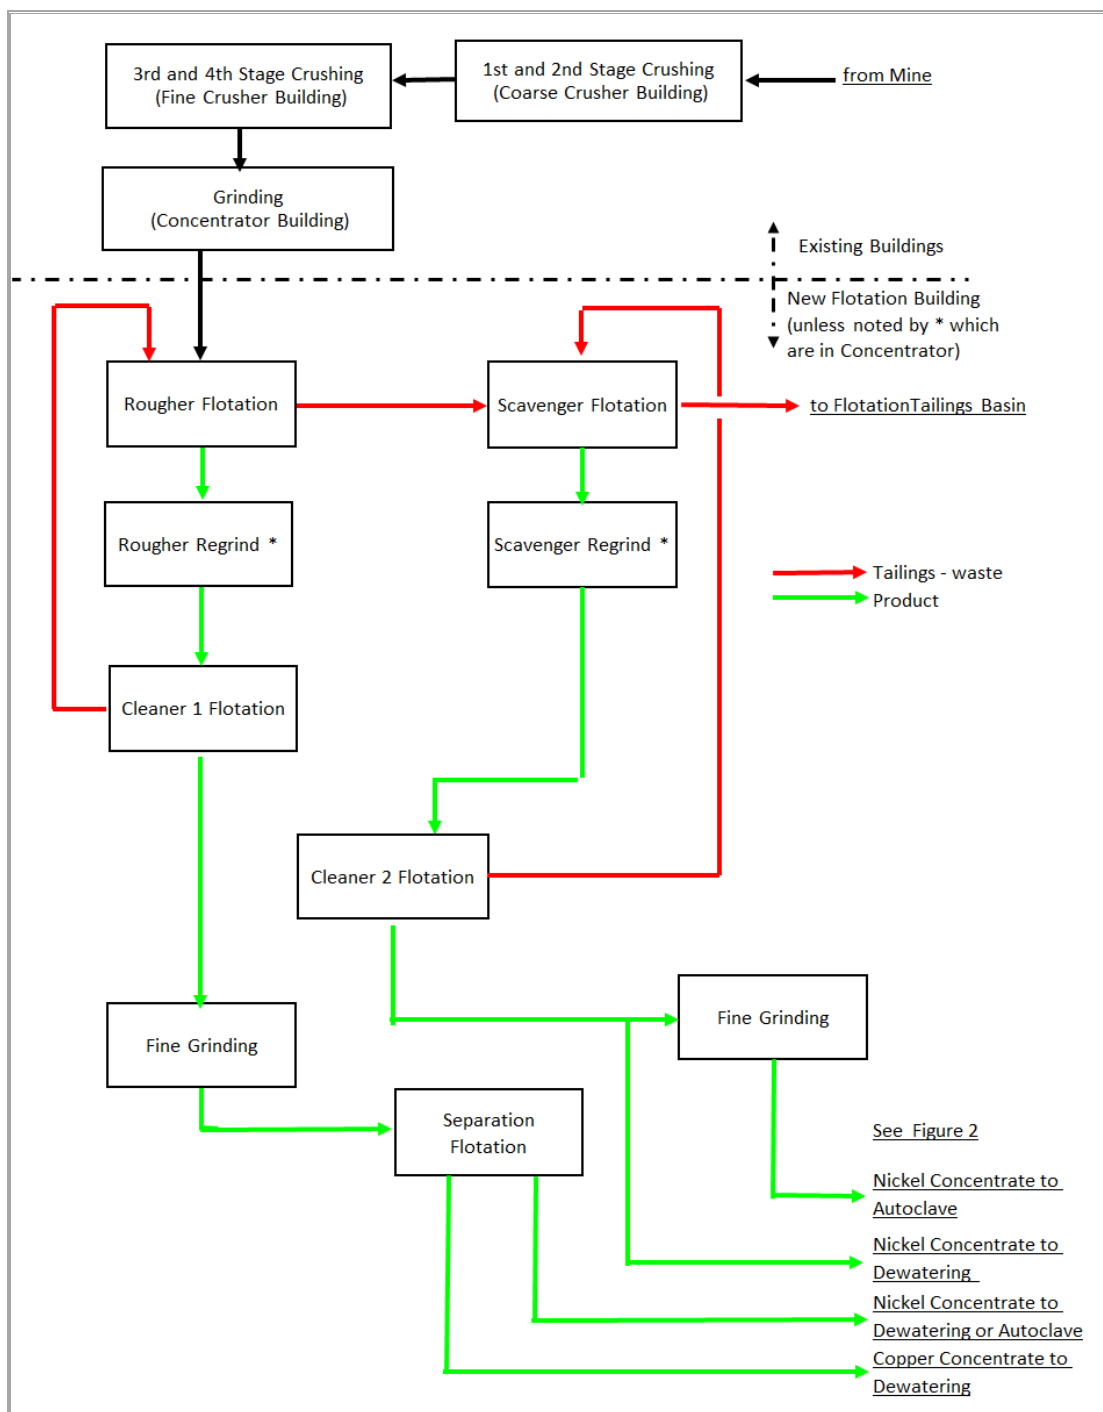 3rd and 4th Stage Crushing
(Fine Crusher Building)
1st and 2nd Stage Crushing
(Coarse Crusher Building)
from Mine
Grinding
(Concentrator Building)
Existing Buildings
New Flotation Building
(unless noted by * which
are in Concentrator)
Rougher Flotation
Scavenger Flotation
to FlotationTailings Basin
Rougher Regrind *
Scavenger Regrind *
Tailings - waste
Product
Cleaner 1 Flotation
Cleaner 2 Flotation
Fine Grinding
Fine Grinding
Separation
Flotation
See Figure 2
Nickel Concentrate to
Autoclave
Nickel Concentrate to
Dewatering
Nickel Concentrate to
Dewatering or Autoclave
Copper Concentrate to
Dewatering